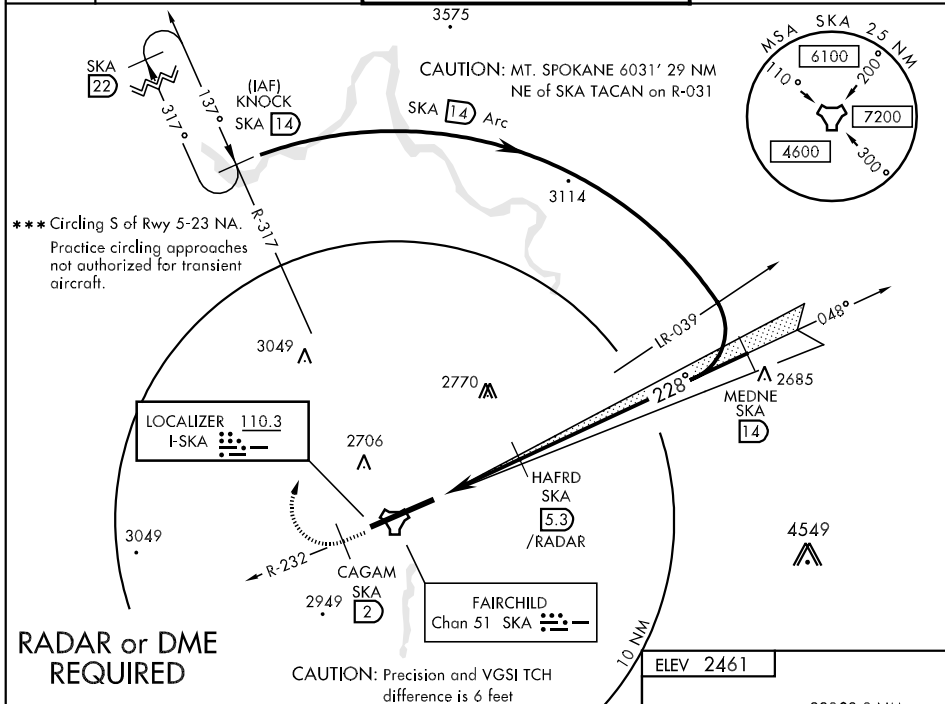 3575
MSA SKA 25 NM
6100
110°
200°
7200
4600
300°
SKA
22
137°
317°
(IAF)
KNOCK
SKA 14
CAUTION: MT. SPOKANE 6031' 29 NM
NE of SKA TACAN on R-031
SKA 14 Arc
3114
*** Circling S of Rwy 5-23 NA.
Practice circling approaches
not authorized for transient
aircraft.
R-317
LR-039
048°
3049
2770
228°
2685
MEDNE
SKA
14
LOCALIZER 110.3
I-SKA
2706
HAFRD
SKA
5.3
/RADAR
3049
4549
R-232
CAGAM
SKA
2
2949
FAIRCHILD
Chan 51 SKA
10 NM
RADAR or DME
REQUIRED
CAUTION: Precision and VGSI TCH
difference is 6 feet
ELEV 2461